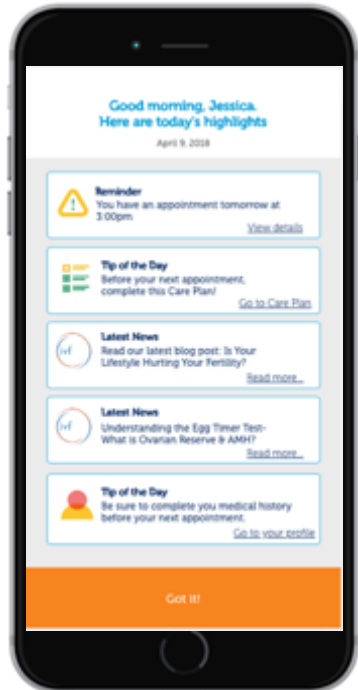 Good morning, Jessica.
Here are today's highlights
April 9, 2018
Reminder
You have an appointment tomorrow at
3:00pm
View details
Tip of the Day
Before your next appointment,
complete this Care Plan!
Go to Care Plan
ivf
Latest News
Read our latest blog post: Is Your
Lifestyle Hurting Your Fertility?
Read more...
ivf
Latest News
Understanding the Egg Timer Test-
What is Ovarian Reserve & AMH?
Read more...
Tip of the Day
Be sure to complete you medical history
before your next appointment.
Go to your profile
Got it!